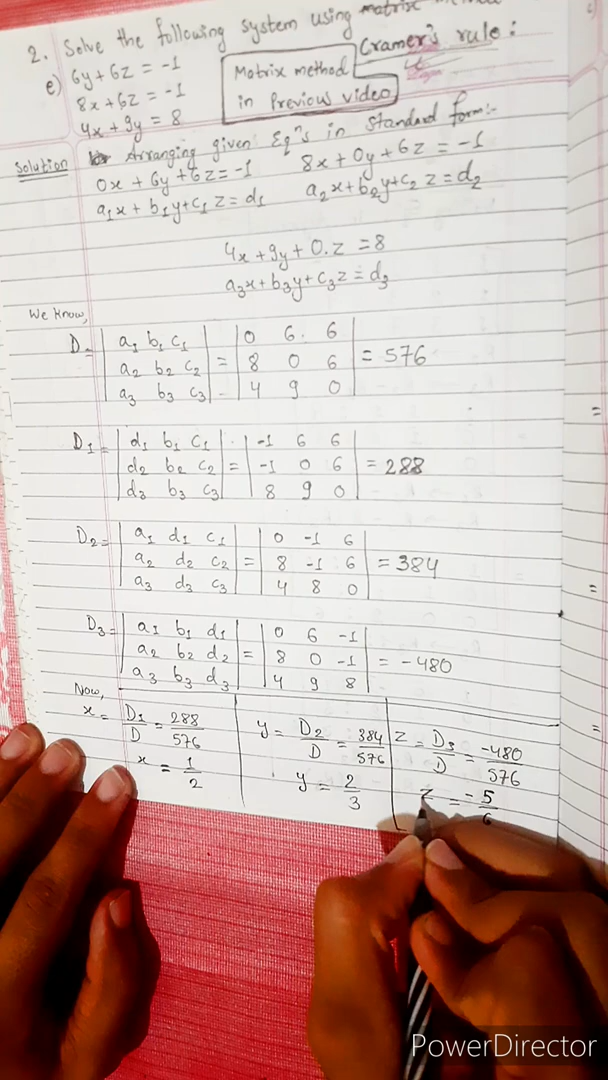 2. Solve the following system using matrix method
Cramer's rule:
e) 6y + 6z = -1
8x + 6z = -1
4x + 9y = 8
Matrix method
in Previous video
Solution Arranging given Eqⁿs in standard form:-
0x + 6y + 6z = -1 8x + 0y + 6z = -1
a₁x + b₁y + c₁z = d₁ a₂x + b₂y + c₂z = d₂
4x + 9y + 0.z = 8
a₃x + b₃y + c₃z = d₃
We know,
D = | a₁ b₁ c₁ | = | 0 6 6 | = 576
| a₂ b₂ c₂ | | 8 0 6 |
| a₃ b₃ c₃ | | 4 9 0 |
D₁ = | d₁ b₁ c₁ | = | -1 6 6 | = 288
| d₂ b₂ c₂ | | -1 0 6 |
| d₃ b₃ c₃ | | 8 9 0 |
D₂ = | a₁ d₁ c₁ | = | 0 -1 6 | = 384
| a₂ d₂ c₂ | | 8 -1 6 |
| a₃ d₃ c₃ | | 4 8 0 |
D₃ = | a₁ b₁ d₁ | = | 0 6 -1 | = -480
| a₂ b₂ d₂ | | 8 0 -1 |
| a₃ b₃ d₃ | | 4 9 8 |
Now,
x = D₁/D = 288/576 y = D₂/D = 384/576 z = D₃/D = -480/576
x = 1/2 y = 2/3 z = -5/6
PowerDirector